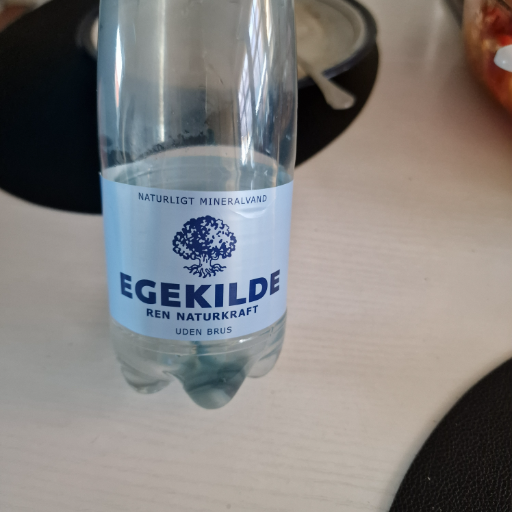 NATURLIGT MINERALVAND
EGEKILDE
REN NATURKRAFT
UDEN BRUS